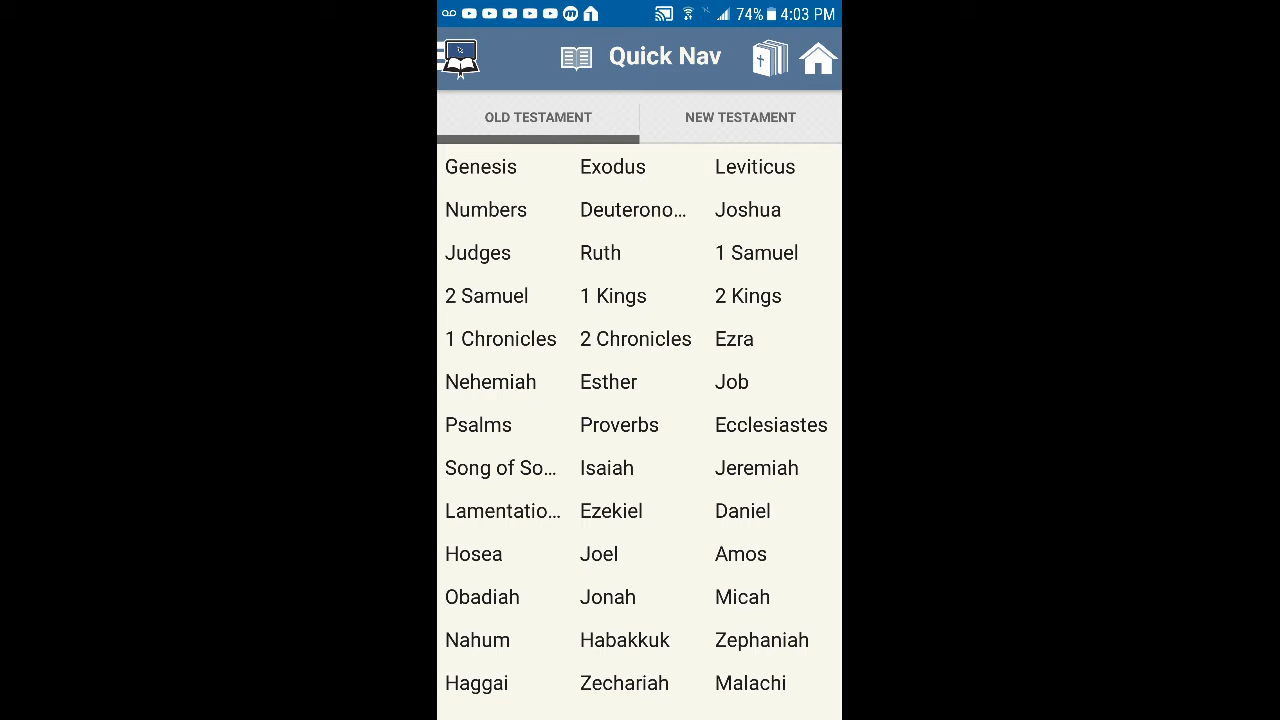 74% 4:03 PM
Quick Nav
OLD TESTAMENT NEW TESTAMENT
Genesis Exodus Leviticus
Numbers Deuterono... Joshua
Judges Ruth 1 Samuel
2 Samuel 1 Kings 2 Kings
1 Chronicles 2 Chronicles Ezra
Nehemiah Esther Job
Psalms Proverbs Ecclesiastes
Song of So... Isaiah Jeremiah
Lamentatio... Ezekiel Daniel
Hosea Joel Amos
Obadiah Jonah Micah
Nahum Habakkuk Zephaniah
Haggai Zechariah Malachi